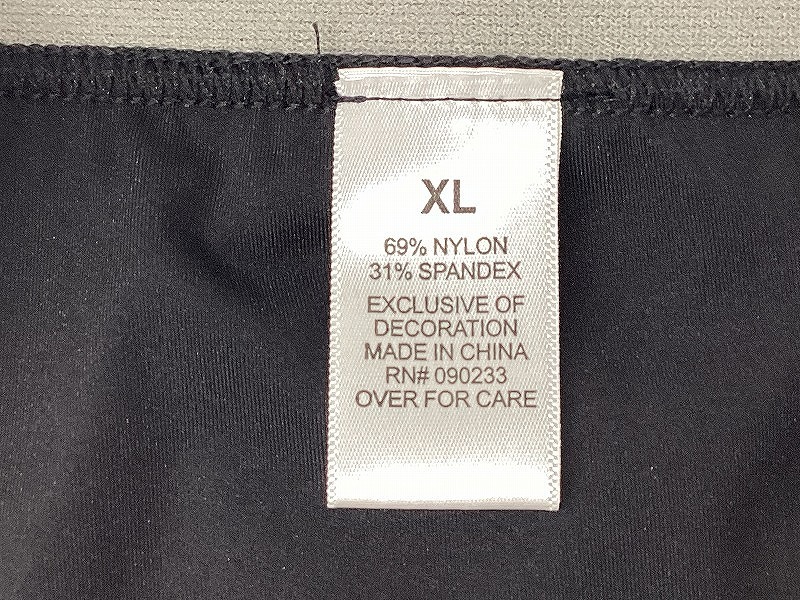 XL
69% NYLON
31% SPANDEX
EXCLUSIVE OF
DECORATION
MADE IN CHINA
RN# 090233
OVER FOR CARE